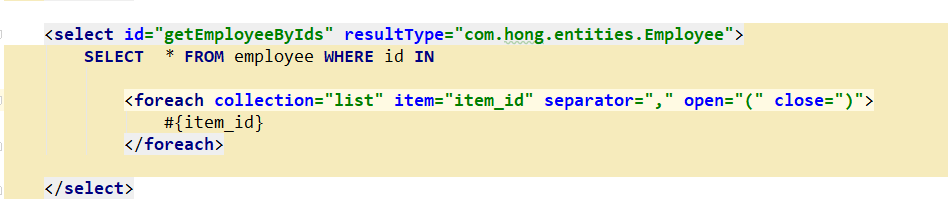 <select id="getEmployeeByIds" resultType="com.hong.entities.Employee">
SELECT  * FROM employee WHERE id IN
<foreach collection="list" item="item_id" separator="," open="(" close=")">
#{item_id}
</foreach>
</select>